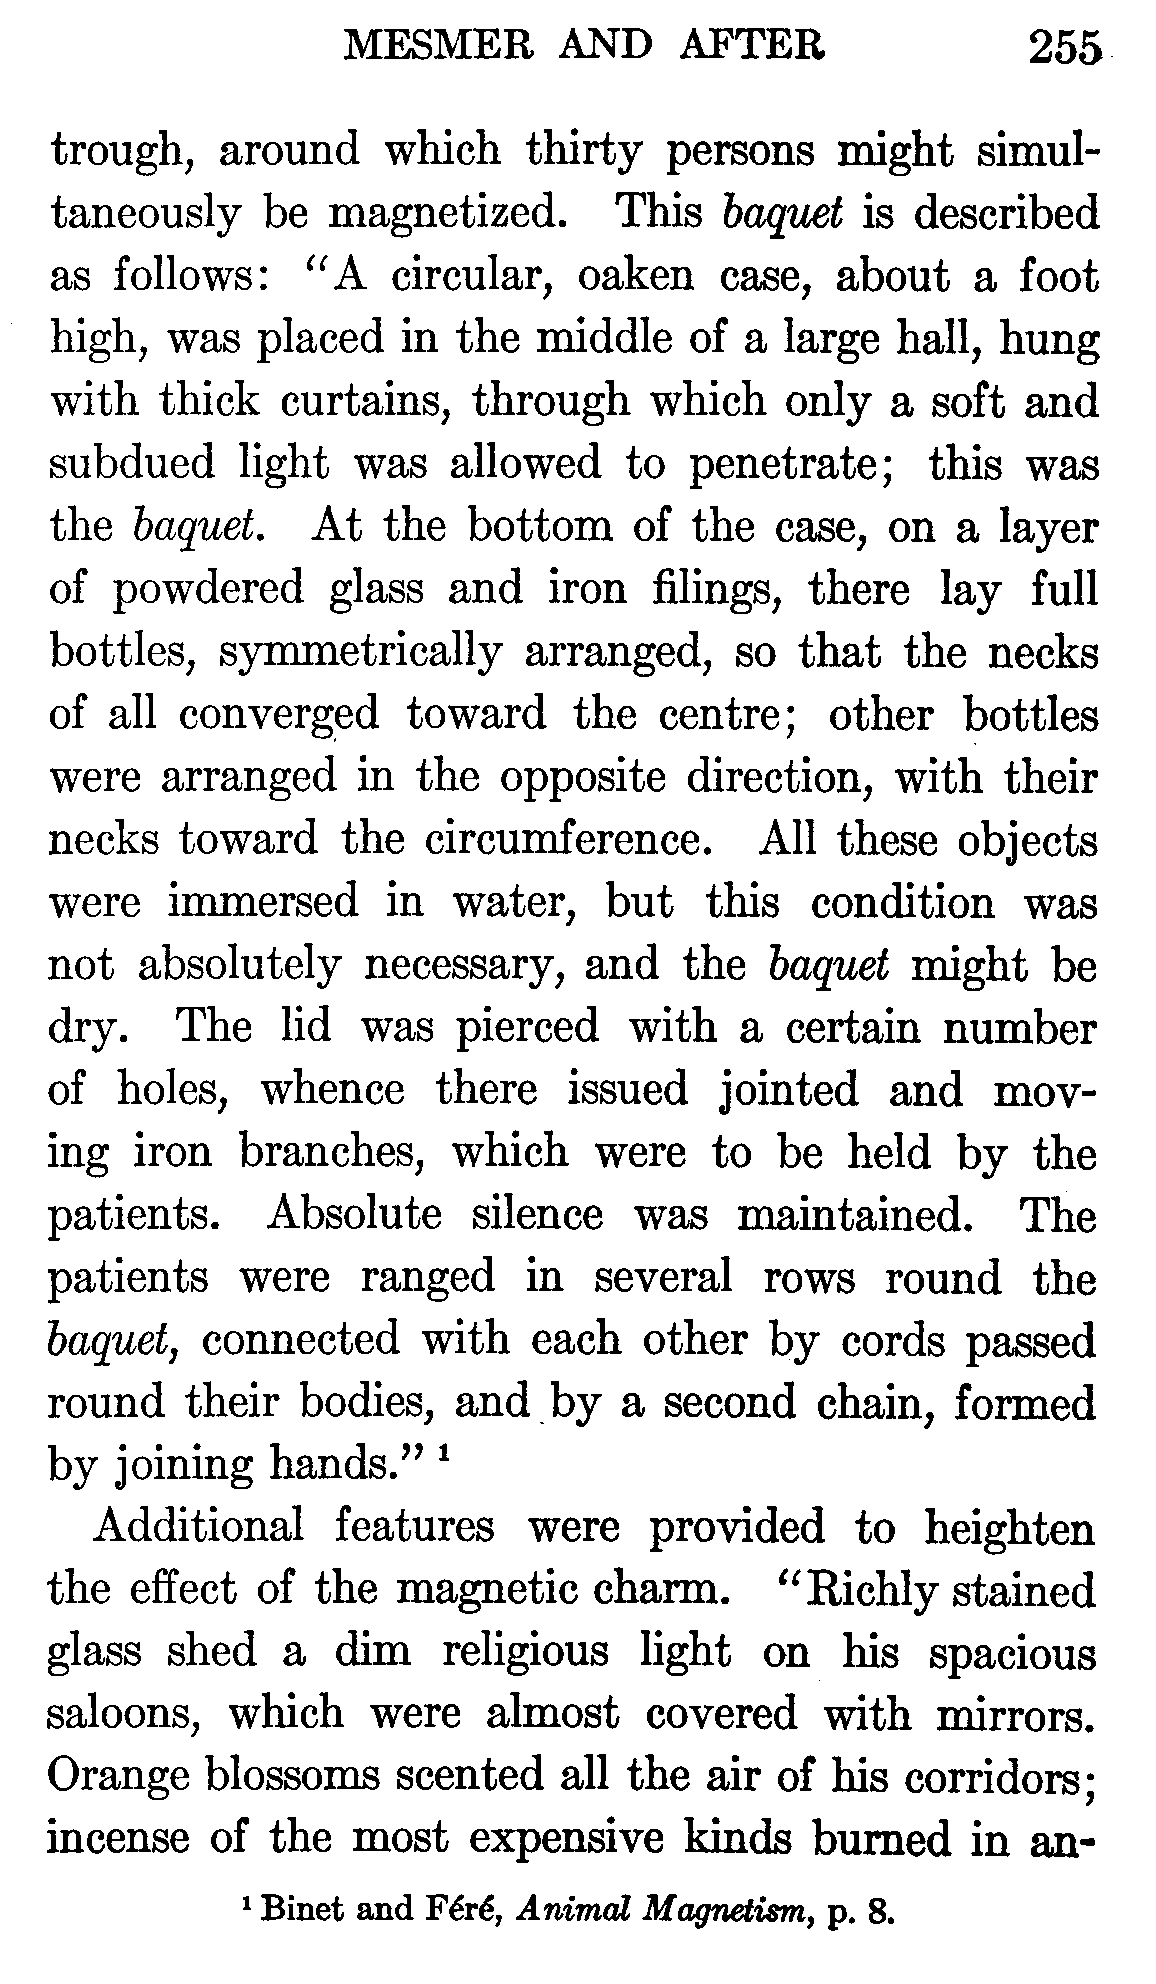 MESMER AND AFTER 255
trough, around which thirty persons might simul-
taneously be magnetized. This baquet is described
as follows: "A circular, oaken case, about a foot
high, was placed in the middle of a large hall, hung
with thick curtains, through which only a soft and
subdued light was allowed to penetrate; this was
the baquet. At the bottom of the case, on a layer
of powdered glass and iron filings, there lay full
bottles, symmetrically arranged, so that the necks
of all converged toward the centre; other bottles
were arranged in the opposite direction, with their
necks toward the circumference. All these objects
were immersed in water, but this condition was
not absolutely necessary, and the baquet might be
dry. The lid was pierced with a certain number
of holes, whence there issued jointed and mov-
ing iron branches, which were to be held by the
patients. Absolute silence was maintained. The
patients were ranged in several rows round the
baquet, connected with each other by cords passed
round their bodies, and by a second chain, formed
by joining hands." ¹
Additional features were provided to heighten
the effect of the magnetic charm. "Richly stained
glass shed a dim religious light on his spacious
saloons, which were almost covered with mirrors.
Orange blossoms scented all the air of his corridors;
incense of the most expensive kinds burned in an-
¹ Binet and Féré, Animal Magnetism, p. 8.